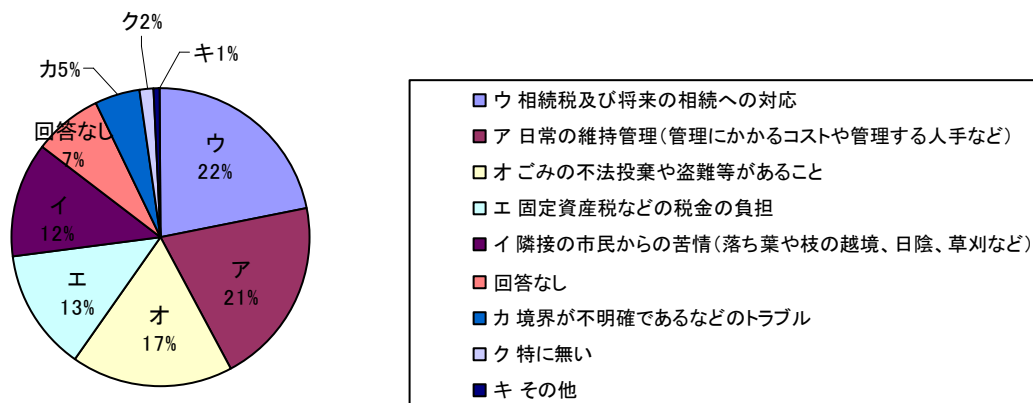 ク2%
キ1%
カ5%
回答なし
7%
ウ
22%
イ
12%
ア
21%
エ
13%
オ
17%
ウ 相続税及び将来の相続への対応
ア 日常の維持管理(管理にかかるコストや管理する人手など)
オ ごみの不法投棄や盗難等があること
エ 固定資産税などの税金の負担
イ 隣接の市民からの苦情(落ち葉や枝の越境、日陰、草刈など)
回答なし
カ 境界が不明確であるなどのトラブル
ク 特に無い
キ その他